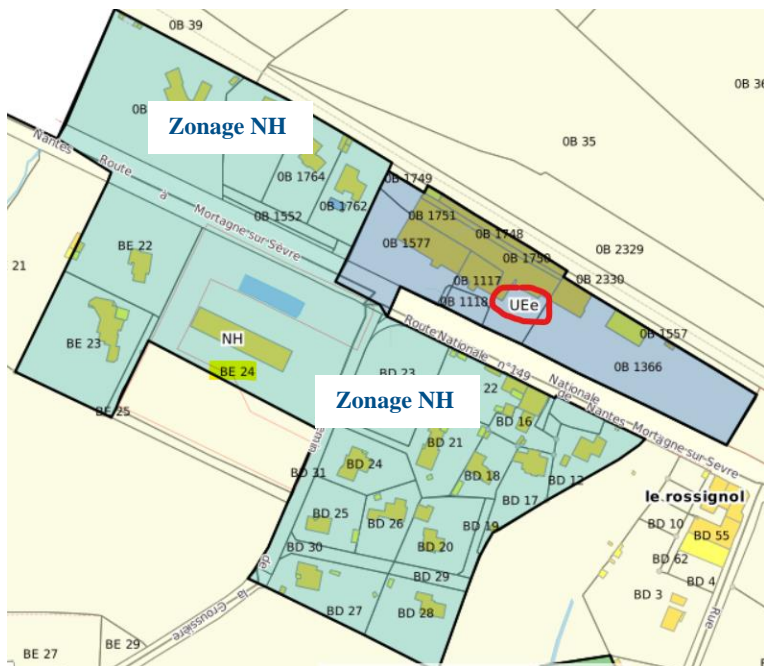 0B 39
0B 36
0B
Zonage NH
Nantes
Route à Mortagne sur Sèvre
0B 35
0B 1764
0B 1749
0B 1762
0B 1552
0B 1751
0B 1748
0B 1577
0B 2329
0B 1750
BE 22
21
0B 1117
0B 2330
0B 1118
UEe
0B 1557
Route Nationale n°149
NH
BE 23
BE 24
0B 1366
BD 23
Nationale de Nantes Mortagne sur Sèvre
22
Zonage NH
BE 25
BD 16
BD 21
BD 24
BD 31
BD 18
BD 12
BD 17
le rossignol
BD 25
BD 26
BD 19
BD 10
BD 55
BD 30
BD 20
BD 62
BD 29
BD 4
de la Croussière
BD 3
Rue
BD 27
BD 28
BE 29
BE 27